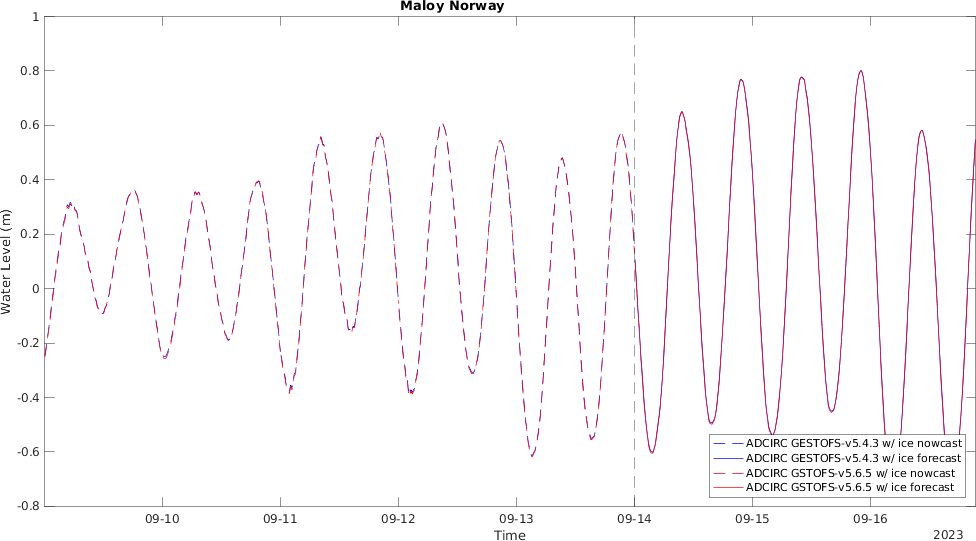 Maloy Norway
1
0.8
0.6
0.4
0.2
0
-0.2
-0.4
-0.6
-0.8
Water Level (m)
09-10 09-11 09-12 09-13 09-14 09-15 09-16
Time
2023
ADCIRC GESTOFS-v5.4.3 w/ ice nowcast
ADCIRC GESTOFS-v5.4.3 w/ ice forecast
ADCIRC GSTOFS-v5.6.5 w/ ice nowcast
ADCIRC GSTOFS-v5.6.5 w/ ice forecast